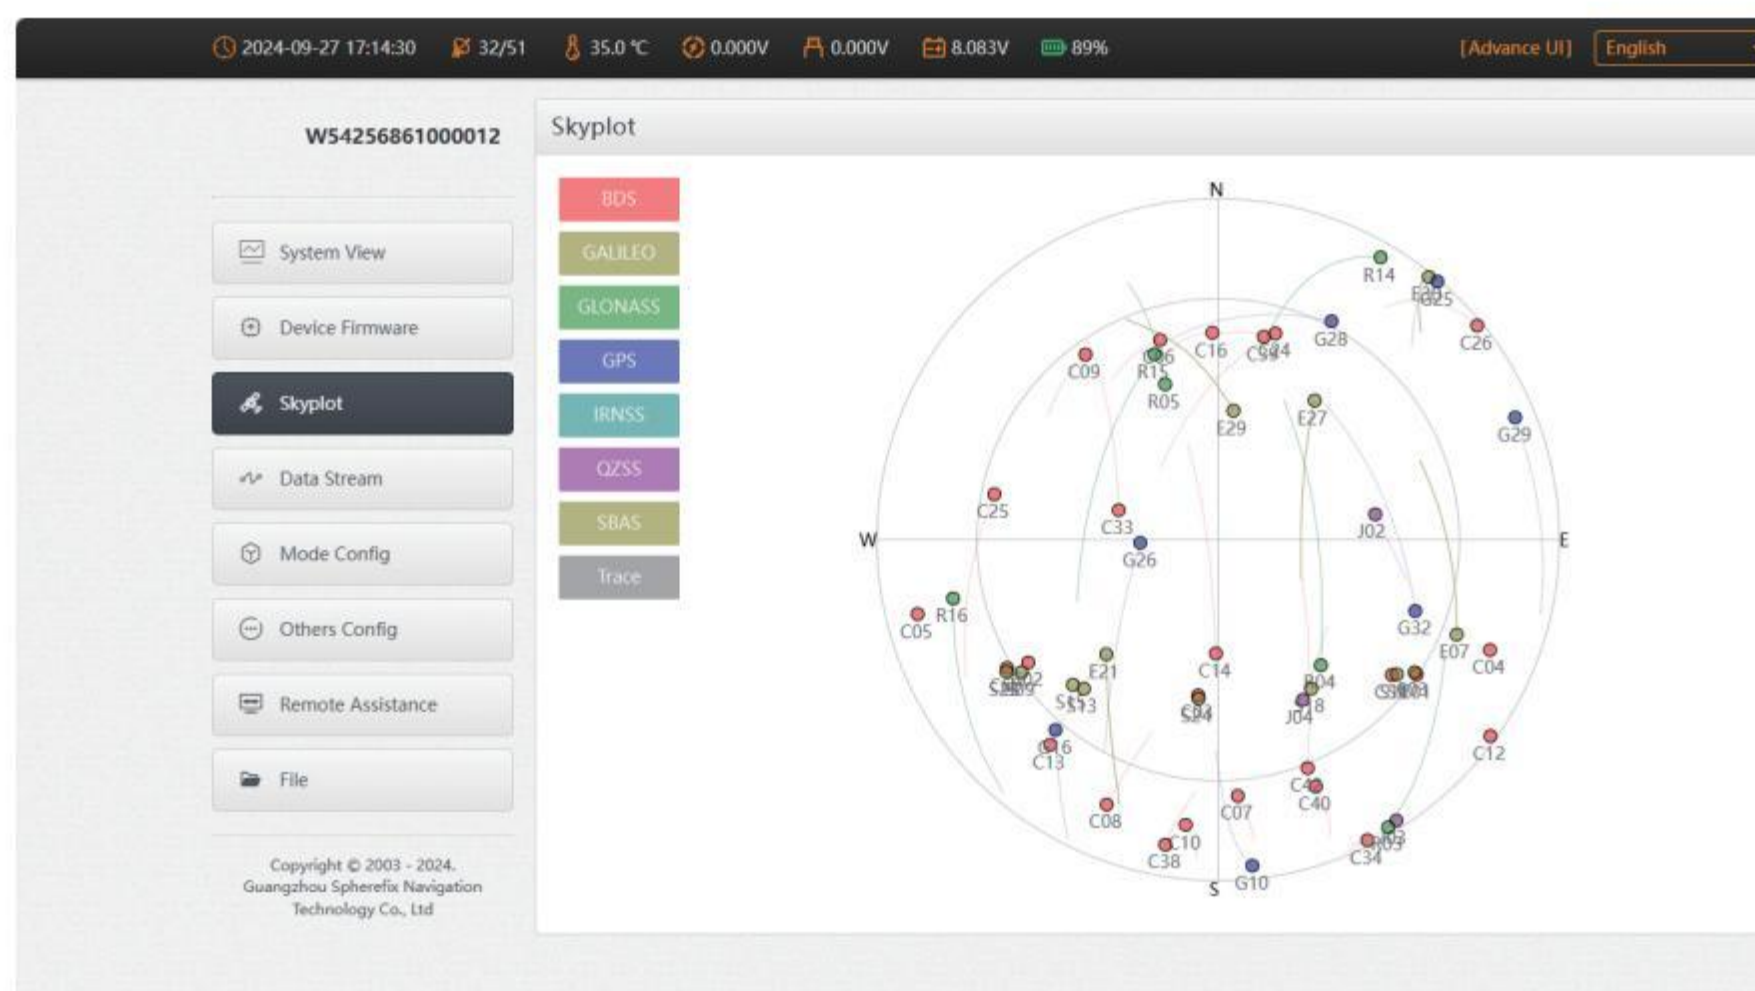 2024-09-27 17:14:30 32/51 35.0 ℃ 0.000V 0.000V 8.083V 89% [Advance UI] English
W54256861000012
System View
Device Firmware
Skyplot
Data Stream
Mode Config
Others Config
Remote Assistance
File
Copyright © 2003 - 2024.
Guangzhou Spherefix Navigation
Technology Co., Ltd
Skyplot
BDS
GALILEO
GLONASS
GPS
IRNSS
QZSS
SBAS
Trace
N
R14
G25
C26
G28
C16
C09
R15
R05
E29
E27
G29
C25
C33
J02
W
E
G26
R16
C05
G32
E07
C04
E21
C14
S13
S24
J04
C13
C12
C40
C07
C08
C10
C38
C34
G10
S